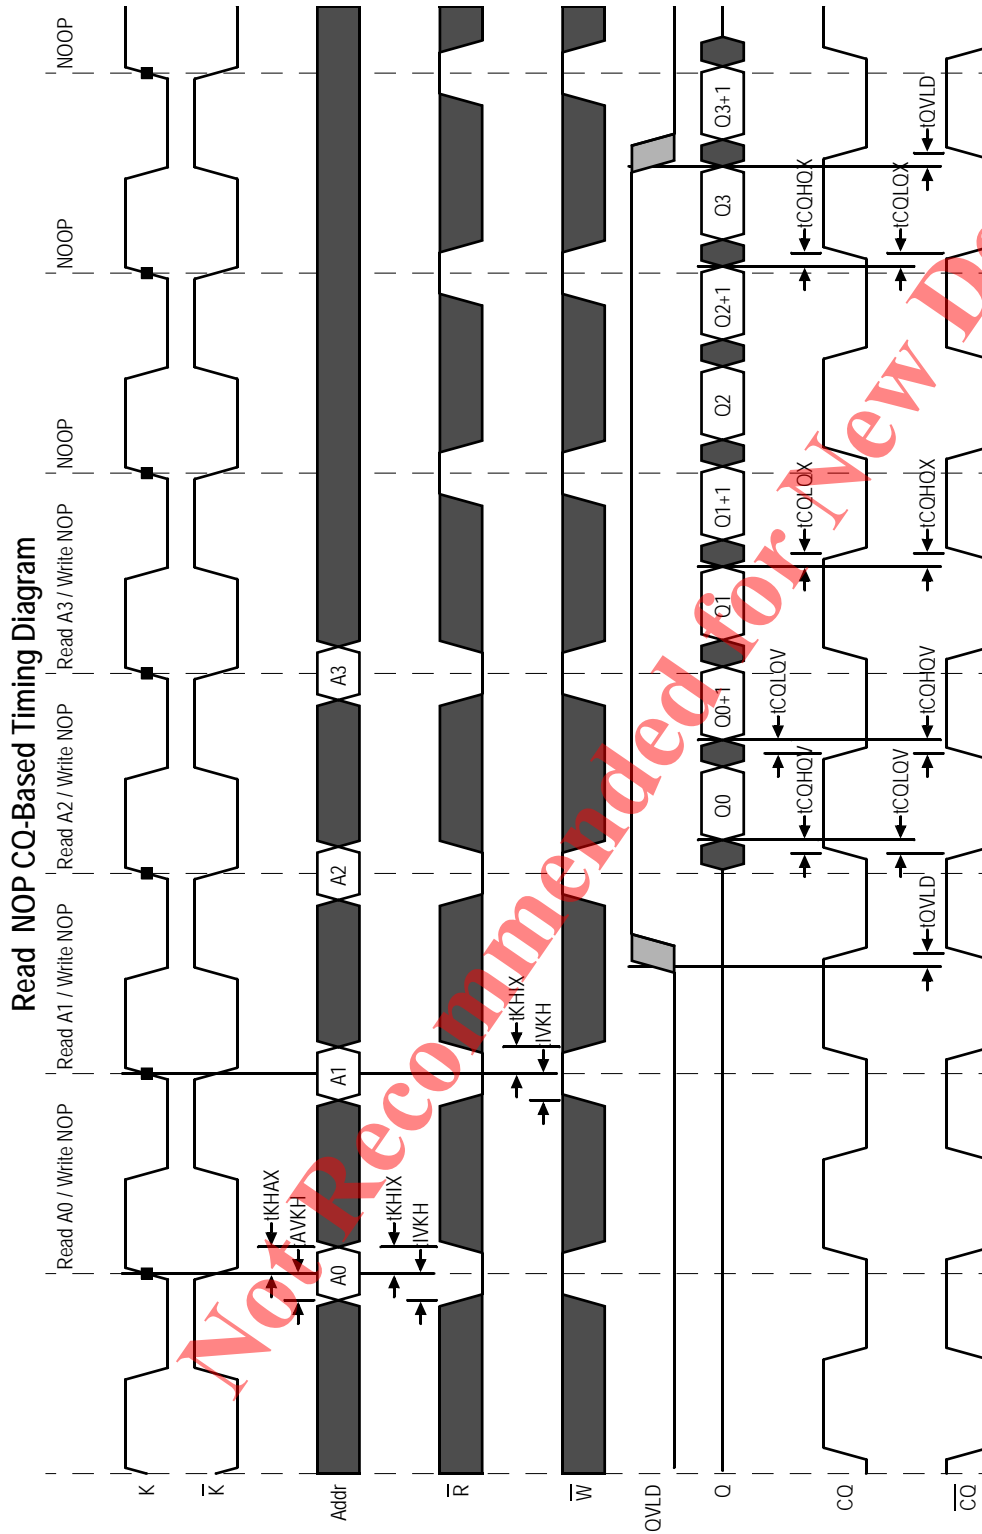 Read NOP CQ-Based Timing Diagram
Read A0 / Write NOP
Read A1 / Write NOP
Read A2 / Write NOP
Read A3 / Write NOP
NOOP
NOOP
NOOP
K
K
tKHAX
tAVKH
Addr
A0
A1
A2
A3
tKHIX
tIVKH
R
tKHIX
tIVKH
W
QVLD
Q
Q0
Q0+1
Q1
Q1+1
Q2
Q2+1
Q3
Q3+1
tCQLQV
tCQHQV
tCQLQX
tCQHQX
CQ
tCQLQV
tCQLQX
tQVLD
tCQHQV
tCQHQX
tQVLD
CQ
Not Recommended for New